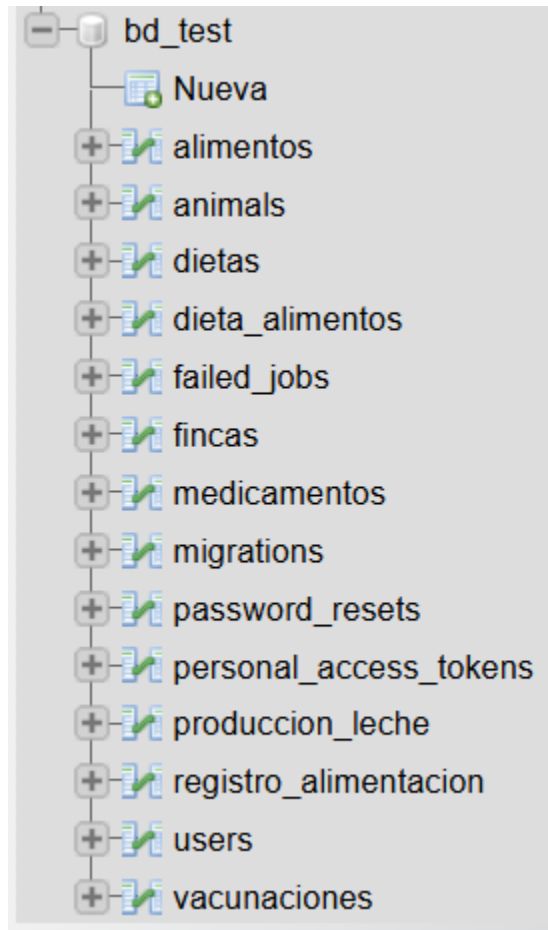 bd_test
Nueva
alimentos
animals
dietas
dieta_alimentos
failed_jobs
fincas
medicamentos
migrations
password_resets
personal_access_tokens
produccion_leche
registro_alimentacion
users
vacunaciones